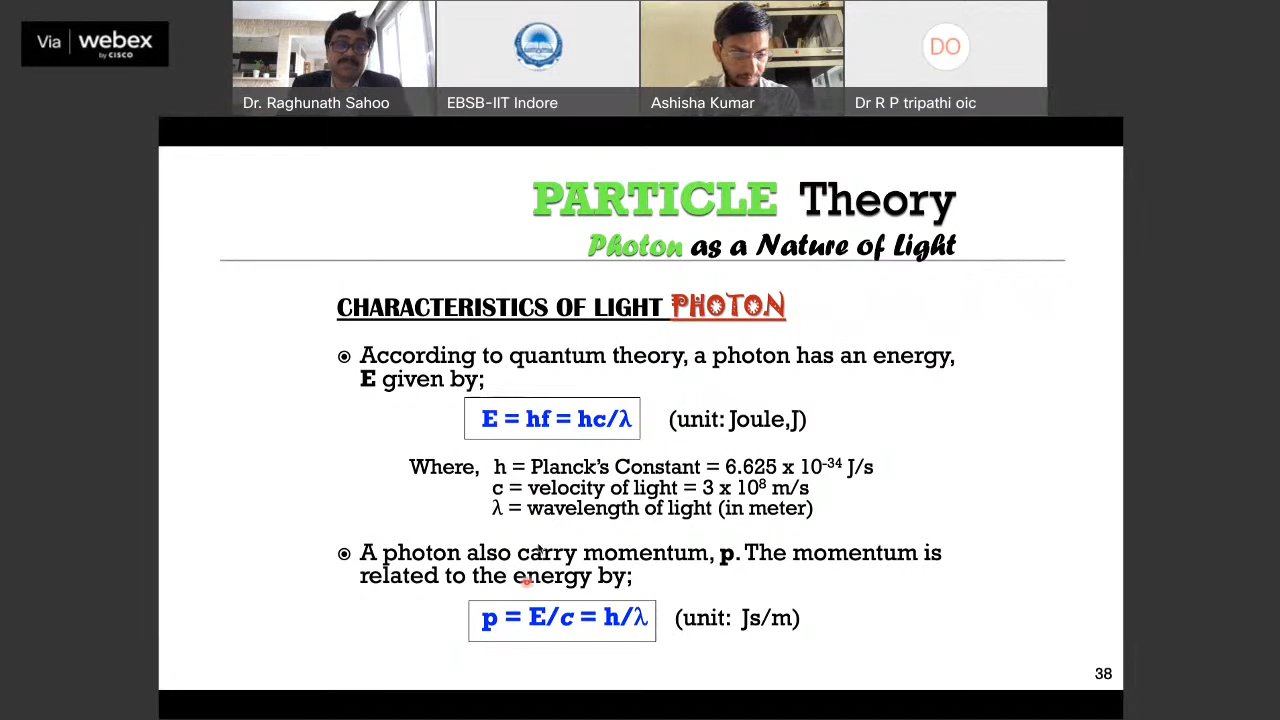 Via webex
by CISCO
Dr. Raghunath Sahoo
EBSB-IIT Indore
Ashisha Kumar
DO
Dr R P tripathi oic
PARTICLE Theory
Photon as a Nature of Light
CHARACTERISTICS OF LIGHT PHOTON
According to quantum theory, a photon has an energy,
E given by;
E = hf = hc/λ (unit: Joule,J)
Where, h = Planck's Constant = 6.625 x 10⁻³⁴ J/s
c = velocity of light = 3 x 10⁸ m/s
λ = wavelength of light (in meter)
A photon also carry momentum, p. The momentum is
related to the energy by;
p = E/c = h/λ (unit: Js/m)
38